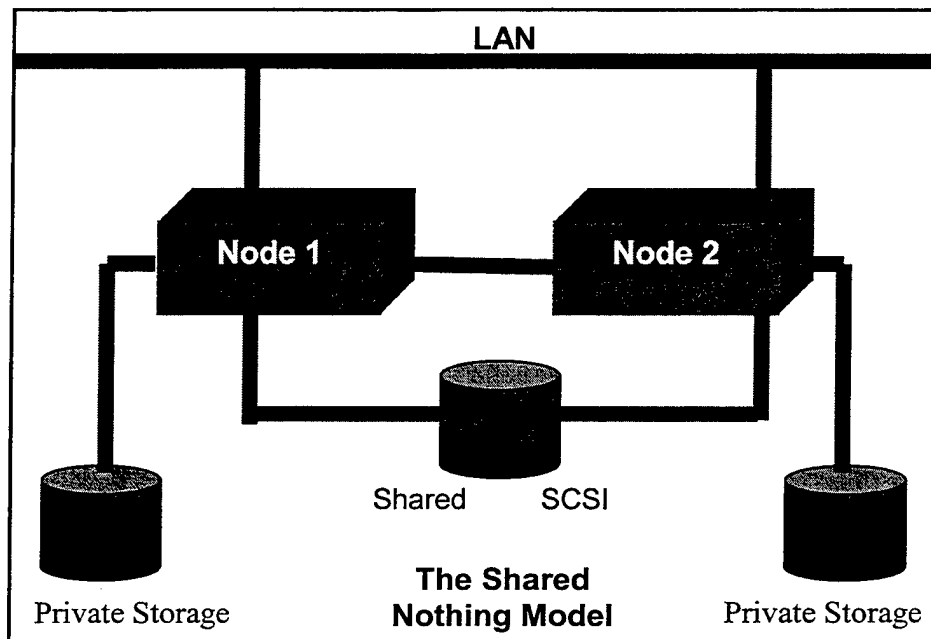 LAN
Node 1
Node 2
Shared SCSI
The Shared
Nothing Model
Private Storage
Private Storage